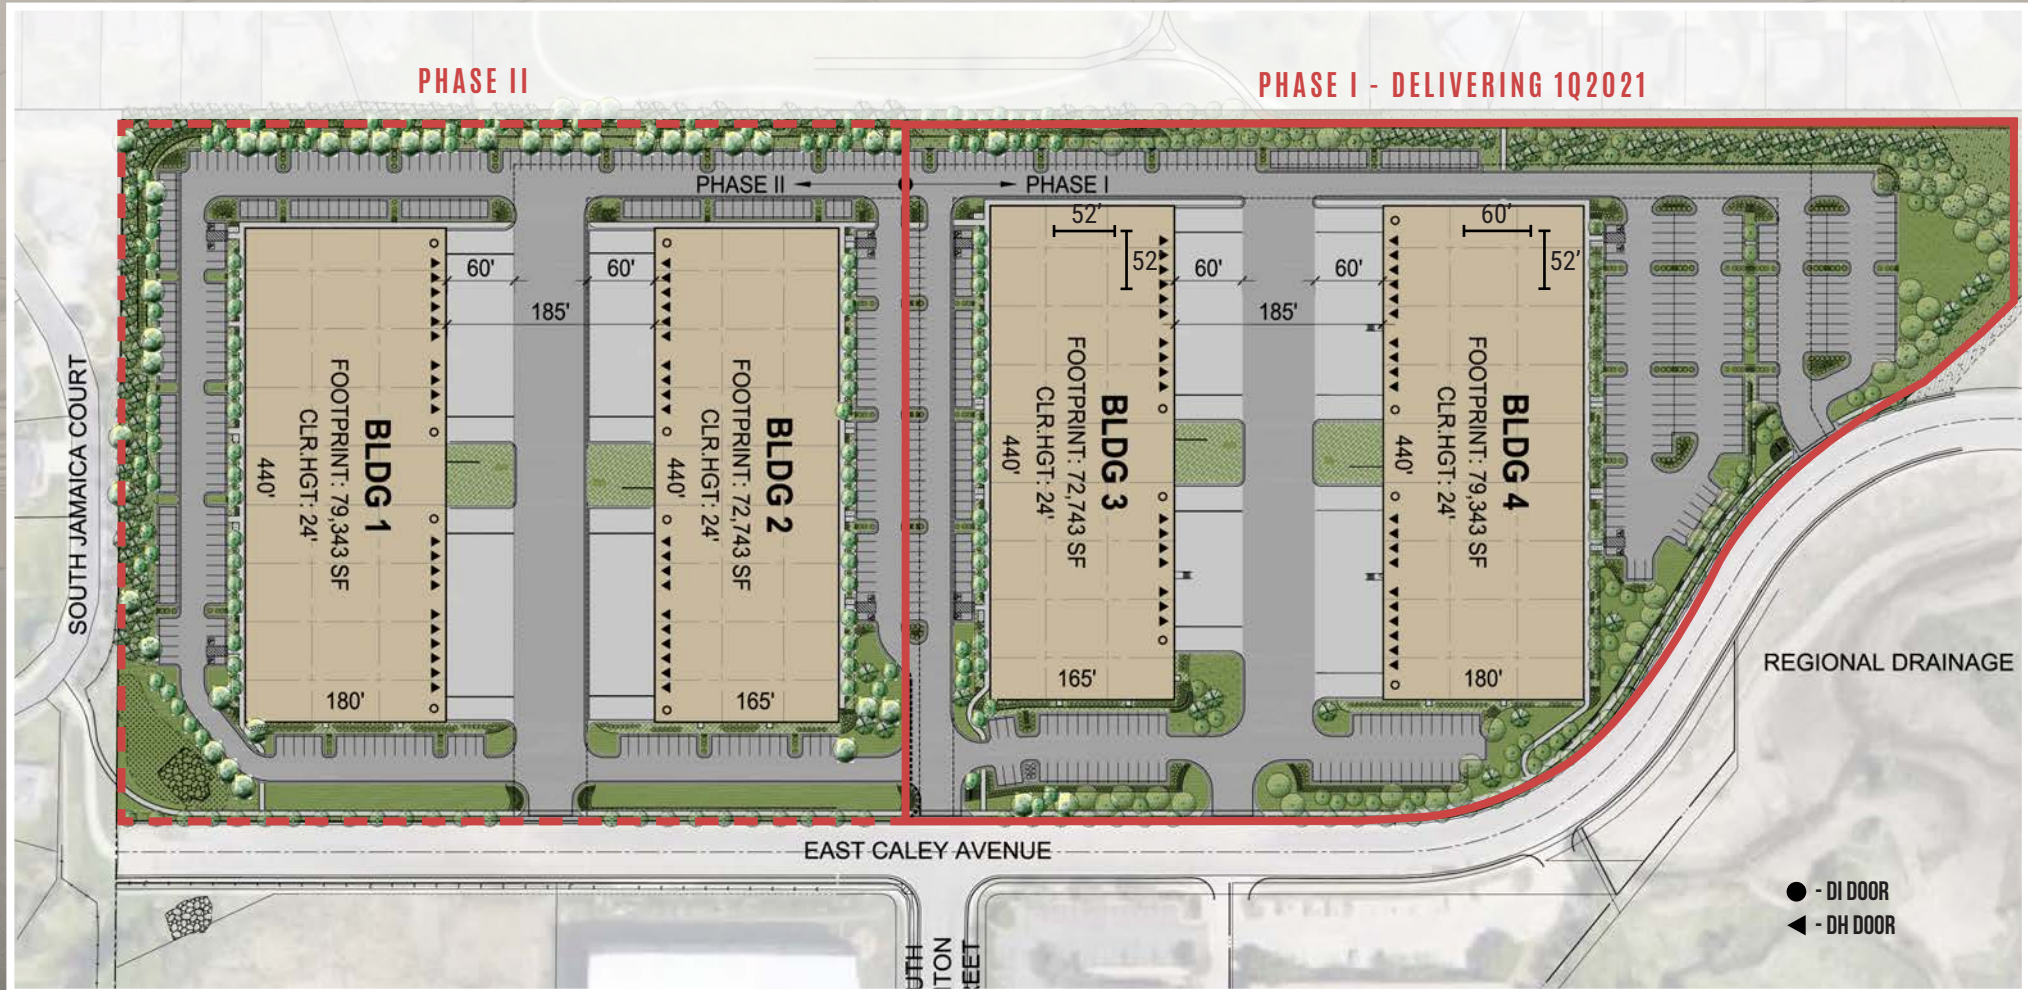 PHASE II
PHASE I - DELIVERING 1Q2021
PHASE II
PHASE I
52'
52
60'
52'
60'
60'
185'
60'
60'
185'
BLDG 1
FOOTPRINT: 79,343 SF
CLR.HGT: 24'
440'
180'
BLDG 2
FOOTPRINT: 72,743 SF
CLR.HGT: 24'
440'
165'
BLDG 3
FOOTPRINT: 72,743 SF
CLR.HGT: 24'
440'
165'
BLDG 4
FOOTPRINT: 79,343 SF
CLR.HGT: 24'
440'
180'
SOUTH JAMAICA COURT
REGIONAL DRAINAGE
EAST CALEY AVENUE
UTH
TON
REET
- DI DOOR
- DH DOOR